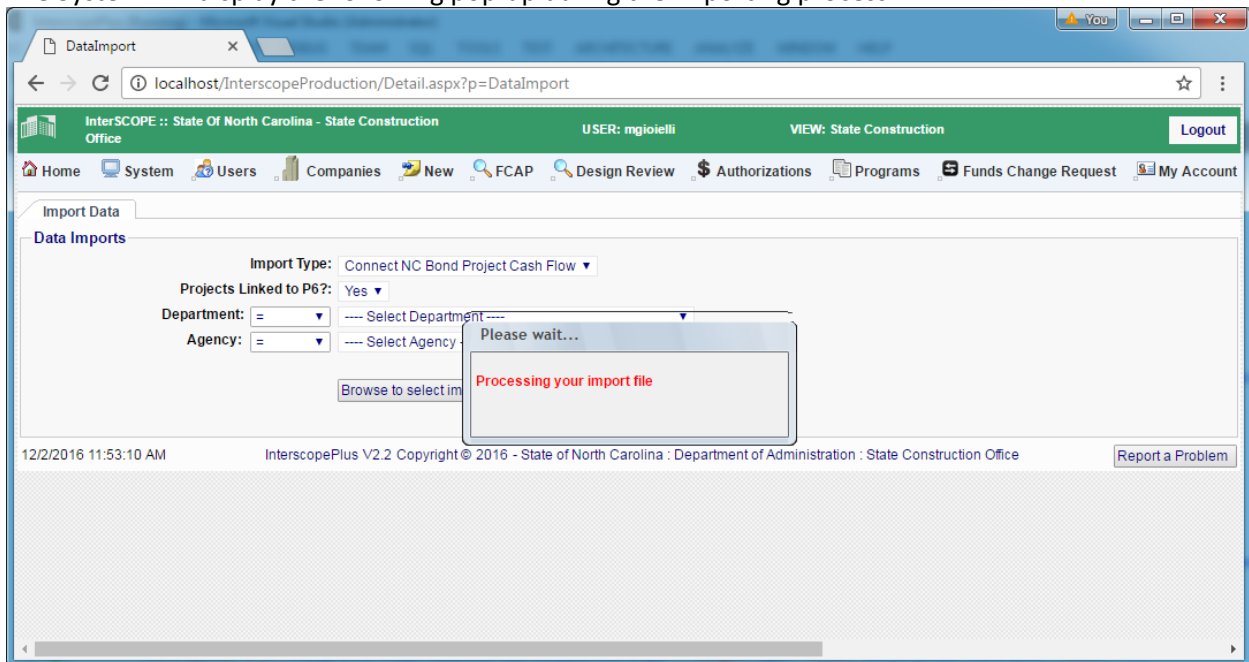 You
DataImport
localhost/InterscopeProduction/Detail.aspx?p=DataImport
InterSCOPE :: State Of North Carolina - State Construction
Office
USER: mgioielli
VIEW: State Construction
Logout
Home System Users Companies New FCAP Design Review Authorizations Programs Funds Change Request My Account
Import Data
Data Imports
Import Type: Connect NC Bond Project Cash Flow
Projects Linked to P6?: Yes
Department: = ---- Select Department ----
Agency: = ---- Select Agency -
Browse to select im
Please wait...
Processing your import file
12/2/2016 11:53:10 AM InterscopePlus V2.2 Copyright © 2016 - State of North Carolina : Department of Administration : State Construction Office Report a Problem